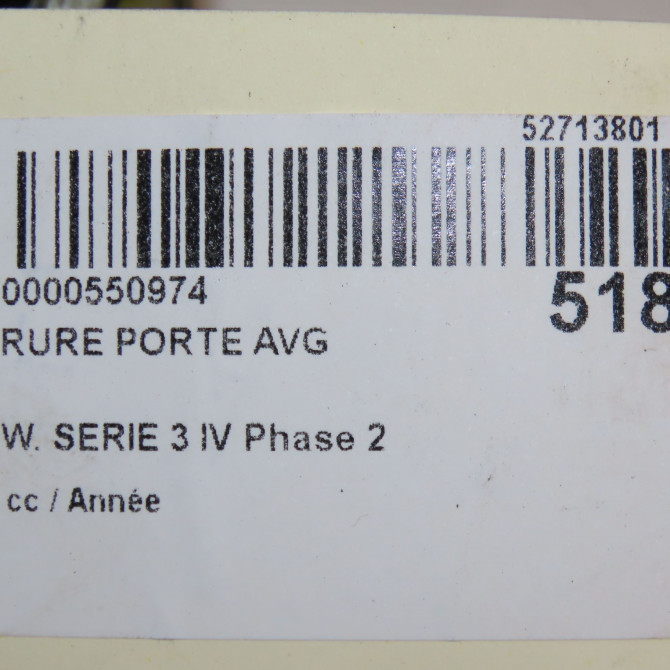 52713801
0000550974
518
RURE PORTE AVG
W. SERIE 3 IV Phase 2
cc / Année